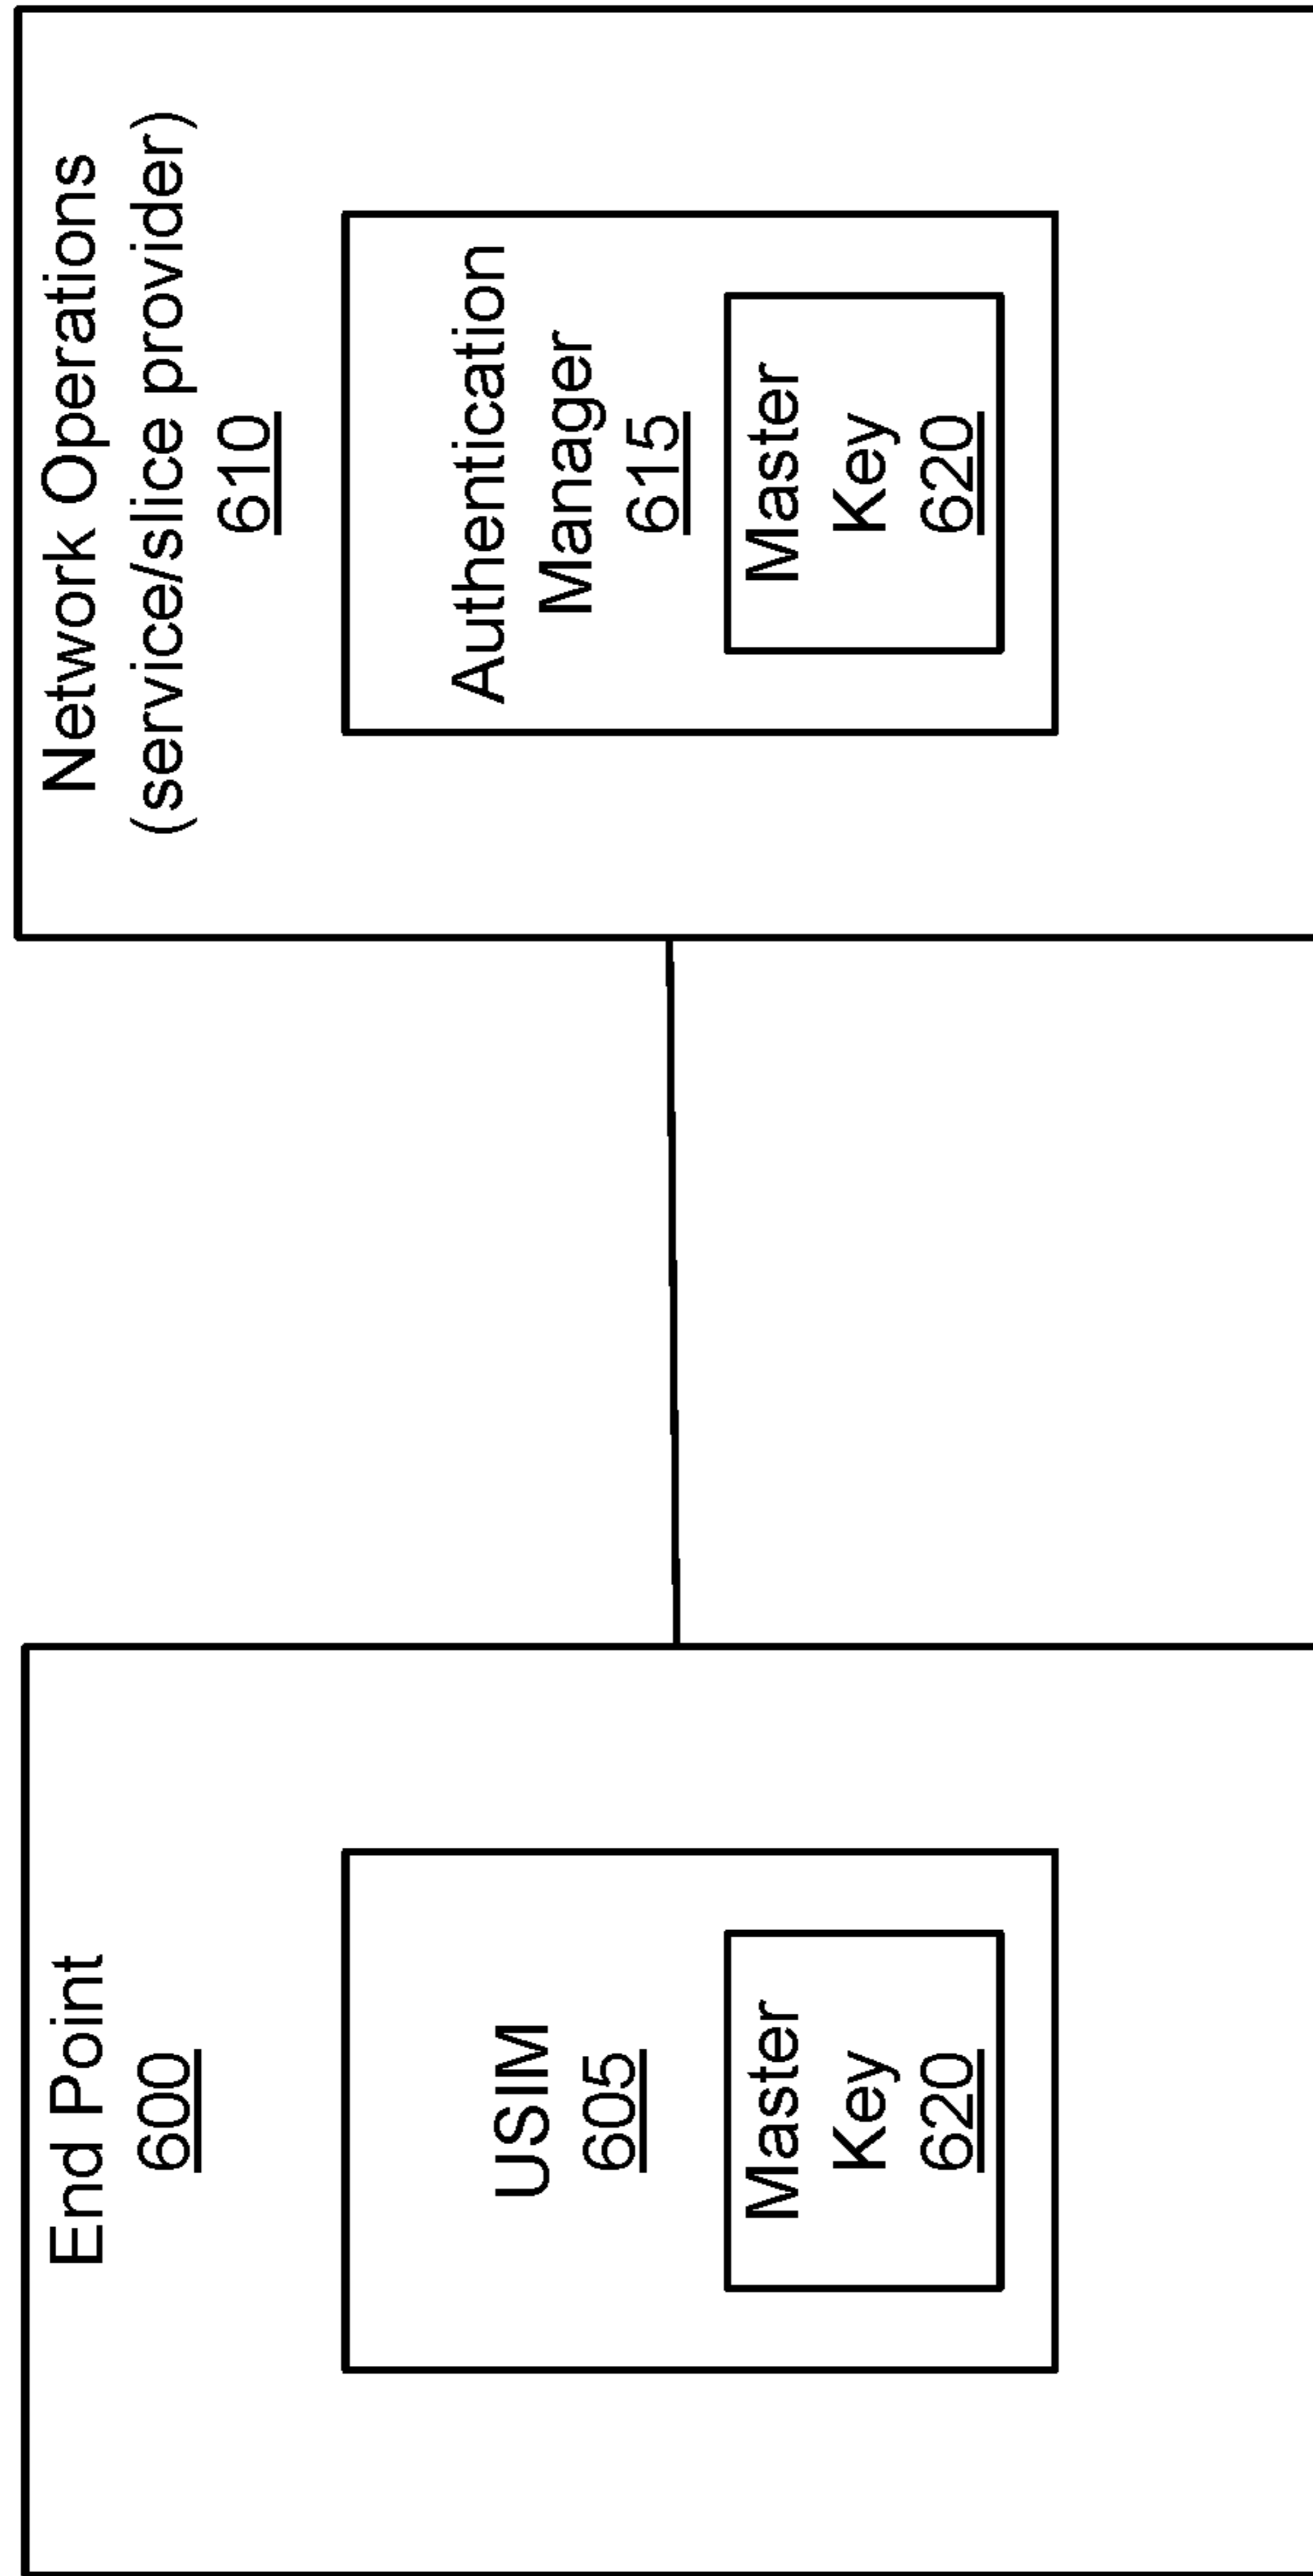 End Point
600
USIM
605
Master
Key
620
Network Operations
(service/slice provider)
610
Authentication
Manager
615
Master
Key
620